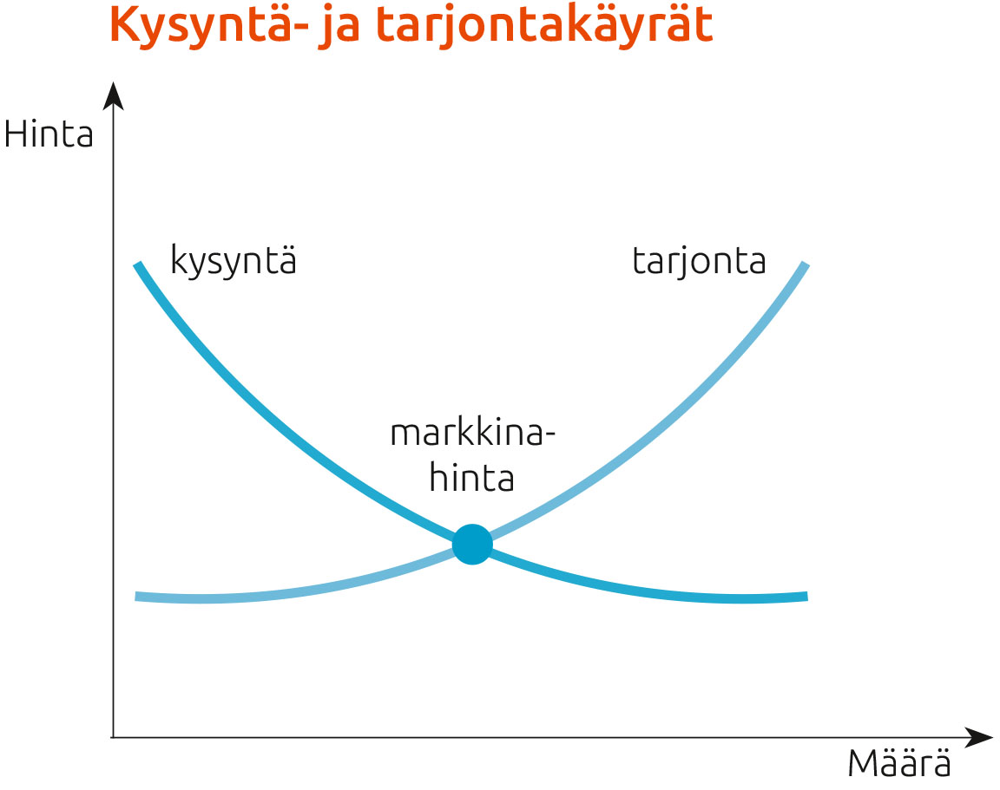 Kysyntä- ja tarjontakäyrät
Hinta
kysyntä
tarjonta
markkina-
hinta
Määrä